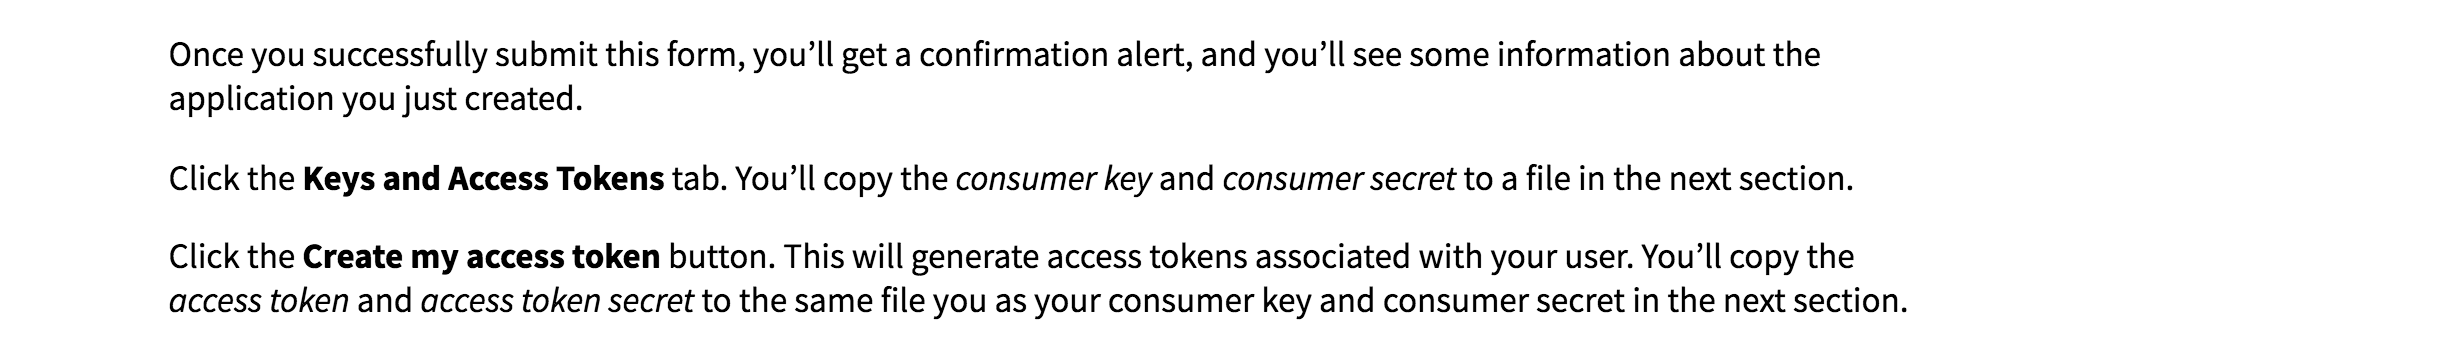 Once you successfully submit this form, you’ll get a confirmation alert, and you’ll see some information about the
application you just created.
Click the Keys and Access Tokens tab. You’ll copy the consumer key and consumer secret to a file in the next section.
Click the Create my access token button. This will generate access tokens associated with your user. You’ll copy the
access token and access token secret to the same file you as your consumer key and consumer secret in the next section.